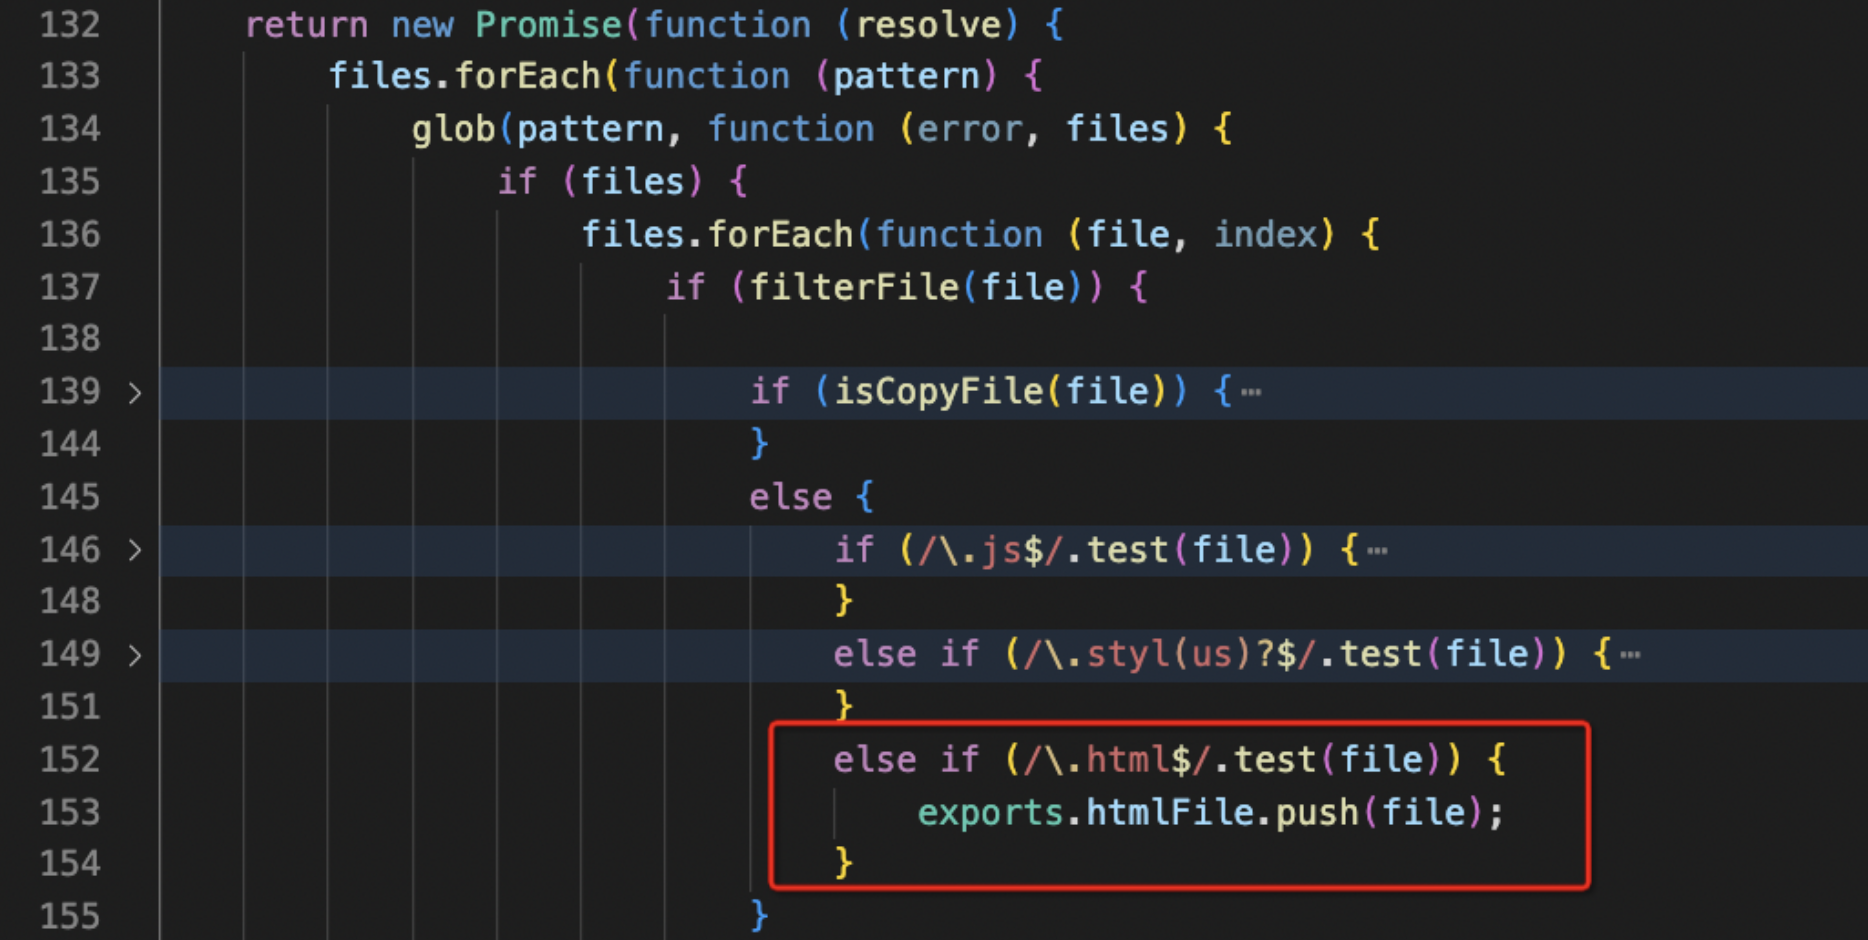 132 return new Promise(function (resolve) {
133 files.forEach(function (pattern) {
134 glob(pattern, function (error, files) {
135 if (files) {
136 files.forEach(function (file, index) {
137 if (filterFile(file)) {
138
139 > if (isCopyFile(file)) {⋯
144 }
145 else {
146 > if (/\.js$/.test(file)) {⋯
148 }
149 > else if (/\.styl(us)?$/.test(file)) {⋯
151 }
152 else if (/\.html$/.test(file)) {
153 exports.htmlFile.push(file);
154 }
155 }